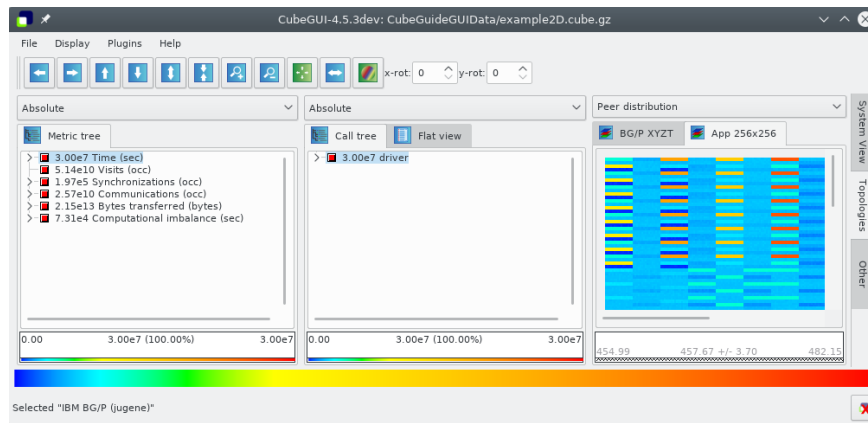 CubeGUI-4.5.3dev: CubeGuideGUIData/example2D.cube.gz
File Display Plugins Help
x-rot: 0 y-rot: 0
Absolute
Absolute
Peer distribution
Metric tree
Call tree
Flat view
BG/P XYZT
App 256x256
3.00e7 Time (sec)
5.14e10 Visits (occ)
1.97e5 Synchronizations (occ)
2.57e10 Communications (occ)
2.15e13 Bytes transferred (bytes)
7.31e4 Computational imbalance (sec)
3.00e7 driver
System View
Topologies
Other
0.00 3.00e7 (100.00%) 3.00e7
0.00 3.00e7 (100.00%) 3.00e7
454.99 457.67 +/- 3.70 482.15
Selected "IBM BG/P (jugene)"